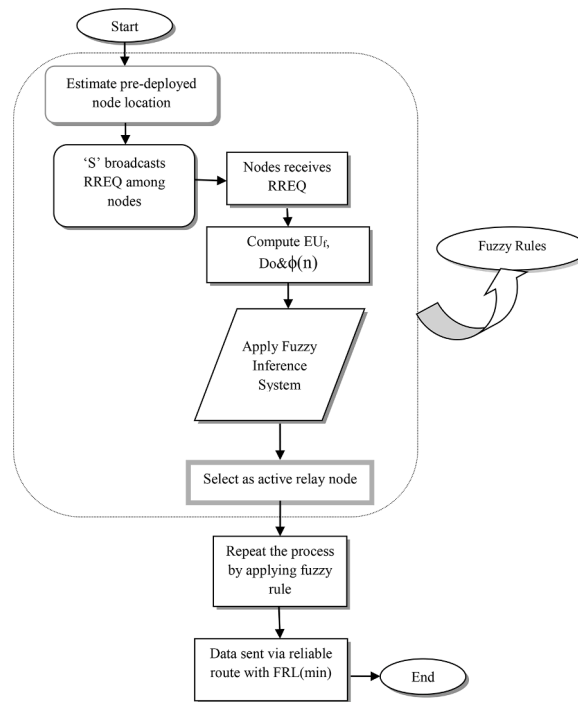 Start
Estimate pre-deployed
node location
‘S’ broadcasts
RREQ among
nodes
Nodes receives
RREQ
Compute EUf,
Do&ϕ(n)
Fuzzy Rules
Apply Fuzzy
Inference
System
Select as active relay node
Repeat the process
by applying fuzzy
rule
Data sent via reliable
route with FRL(min)
End